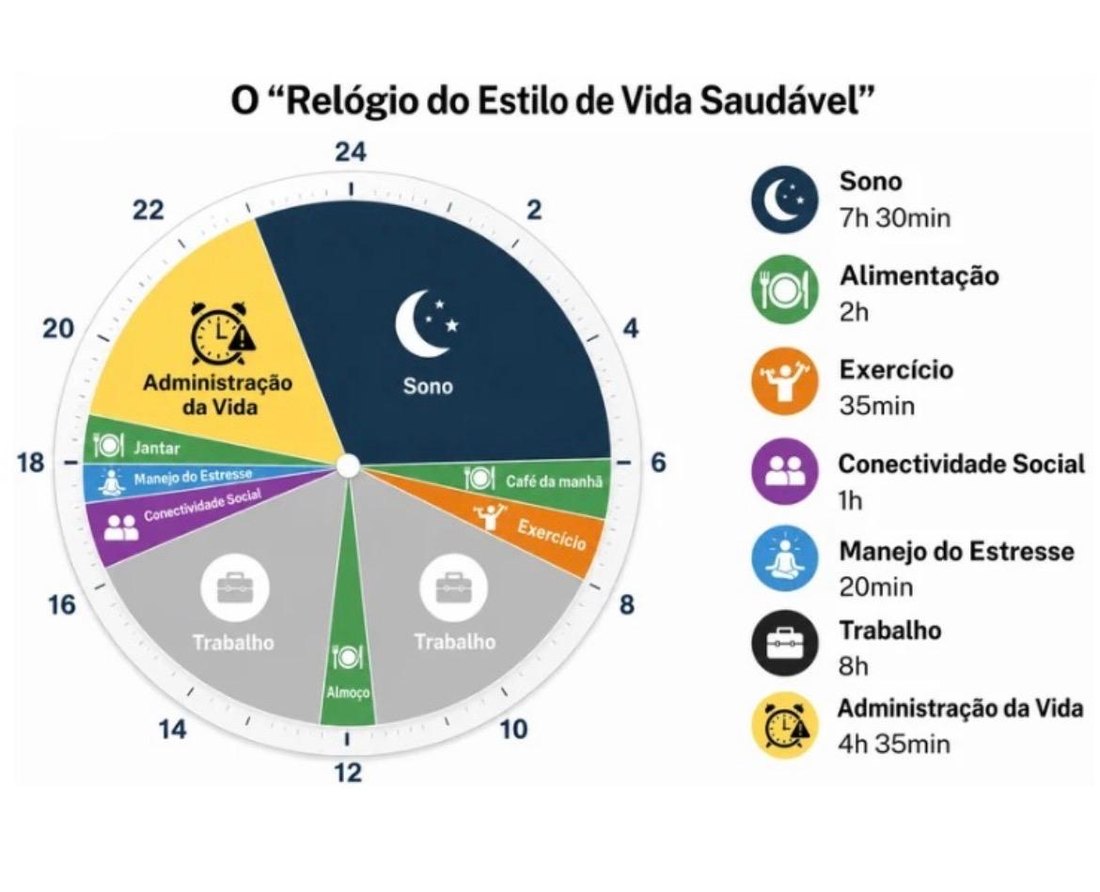 O “Relógio do Estilo de Vida Saudável”
24
2
4
6
8
10
12
14
16
18
20
22
Sono
Café da manhã
Exercício
Trabalho
Almoço
Trabalho
Conectividade Social
Manejo do Estresse
Jantar
Administração
da Vida
Sono
7h 30min
Alimentação
2h
Exercício
35min
Conectividade Social
1h
Manejo do Estresse
20min
Trabalho
8h
Administração da Vida
4h 35min